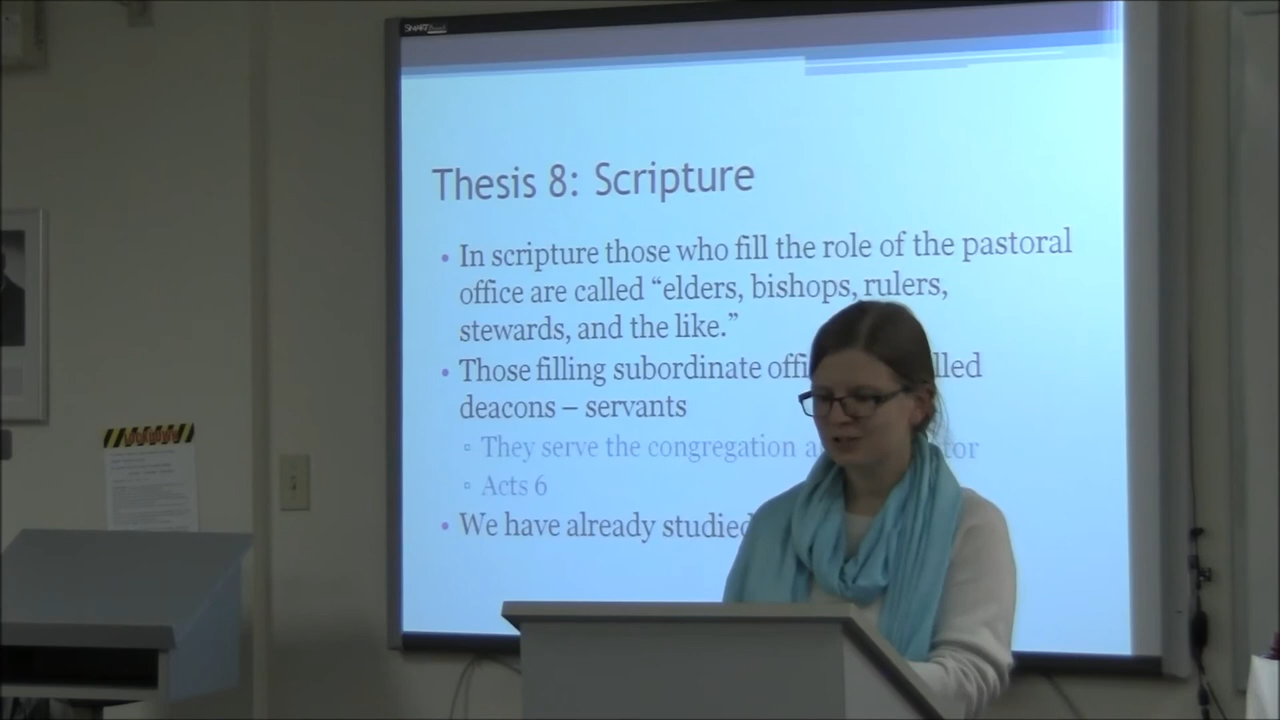 SMART
Thesis 8: Scripture
• In scripture those who fill the role of the pastoral
office are called “elders, bishops, rulers,
stewards, and the like.”
• Those filling subordinate offi lled
deacons – servants
▫ They serve the congregation a tor
▫ Acts 6
• We have already studied